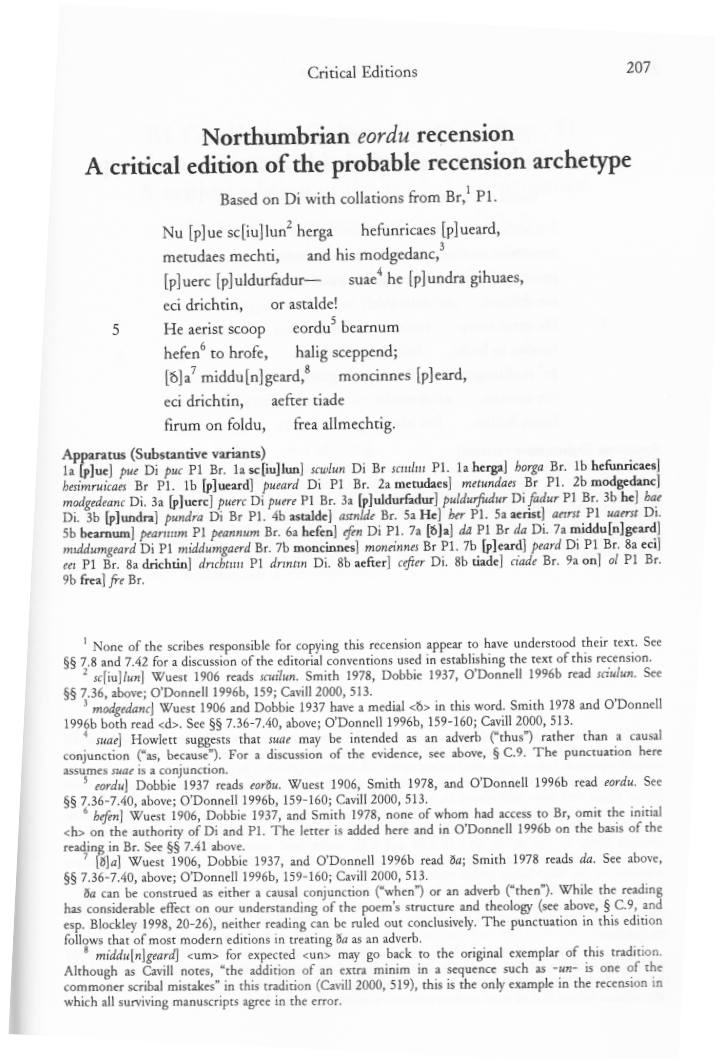 Critical Editions 207
Northumbrian eordu recension
A critical edition of the probable recension archetype
Based on Di with collations from Br,¹ P1.
Nu [p]ue sc[iu]lun² herga hefunricaes [p]ueard,
metudaes mechti, and his modgedanc,³
[p]uerc [p]uldurfadur— suae⁴ he [p]undra gihuaes,
eci drichtin, or astalde!
5 He aerist scoop eordu⁵ bearnum
hefen⁶ to hrofe, halig sceppend;
[ð]a⁷ middu[n]geard,⁸ moncinnes [p]eard,
eci drichtin, aefter tiade
firum on foldu, frea allmechtig.
Apparatus (Substantive variants)
1a [p]ue] pue Di puc P1 Br. 1a sc[iu]lun] Di Br P1. 1a herga] horga Br. 1b hefunricaes]
hesimruicaes Br P1. 1b [p]ueard] pueard Di P1 Br. 2a metudaes] metundaes Br P1. 2b modgedanc]
modgedeanc Di. 3a [p]uerc] puerc Di puere P1 Br. 3a [p]uldurfadur] puldurfudur Di fudur P1 Br. 3b he] hae
Di. 3b [p]undra] pundra Di Br P1. 4b astalde] astnlde Br. 5a He] her P1. 5a aerist] P1 uaerst Di.
5b bearnum] P1 peannum Br. 6a hefen] efen Di P1. 7a [ð]a] da P1 Br da Di. 7a middu[n]geard]
Di P1 middumgaerd Br. 7b moncinnes] moneinnes Br P1. 7b [p]eard] peard Di P1 Br. 8a eci]
P1 Br. 8a drichtin] P1 Di. 8b aefter] cefter Di. 8b tiade] ciade Br. 9a on] ol P1 Br.
9b frea] fre Br.
¹ None of the scribes responsible for copying this recension appear to have understood their text. See
§§ 7.8 and 7.42 for a discussion of the editorial conventions used in establishing the text of this recension.
² sc[iu]lun] Wuest 1906 reads scuilun. Smith 1978, Dobbie 1937, O'Donnell 1996b read sciulun. See
§§ 7.36, above; O'Donnell 1996b, 159; Cavill 2000, 513.
³ modgedanc] Wuest 1906 and Dobbie 1937 have a medial <ð> in this word. Smith 1978 and O'Donnell
1996b both read <d>. See §§ 7.36-7.40, above; O'Donnell 1996b, 159-160; Cavill 2000, 513.
⁴ suae] Howlett suggests that suae may be intended as an adverb ("thus") rather than a causal
conjunction ("as, because"). For a discussion of the evidence, see above, § C.9. The punctuation here
assumes suae is a conjunction.
⁵ eordu] Dobbie 1937 reads eorðu. Wuest 1906, Smith 1978, and O'Donnell 1996b read eordu. See
§§ 7.36-7.40, above; O'Donnell 1996b, 159-160; Cavill 2000, 513.
⁶ hefen] Wuest 1906, Dobbie 1937, and Smith 1978, none of whom had access to Br, omit the initial
<h> on the authority of Di and P1. The letter is added here and in O'Donnell 1996b on the basis of the
reading in Br. See §§ 7.41 above.
⁷ [ð]a] Wuest 1906, Dobbie 1937, and O'Donnell 1996b read ða; Smith 1978 reads da. See above,
§§ 7.36-7.40, above; O'Donnell 1996b, 159-160; Cavill 2000, 513.
ða can be construed as either a causal conjunction ("when") or an adverb ("then"). While the reading
has considerable effect on our understanding of the poem's structure and theology (see above, § C.9, and
esp. Blockley 1998, 20-26), neither reading can be ruled out conclusively. The punctuation in this edition
follows that of most modern editions in treating ða as an adverb.
⁸ middu[n]geard] <um> for expected <un> may go back to the original exemplar of this tradition.
Although as Cavill notes, "the addition of an extra minim in a sequence such as -un- is one of the
commoner scribal mistakes" in this tradition (Cavill 2000, 519), this is the only example in the recension in
which all surviving manuscripts agree in the error.